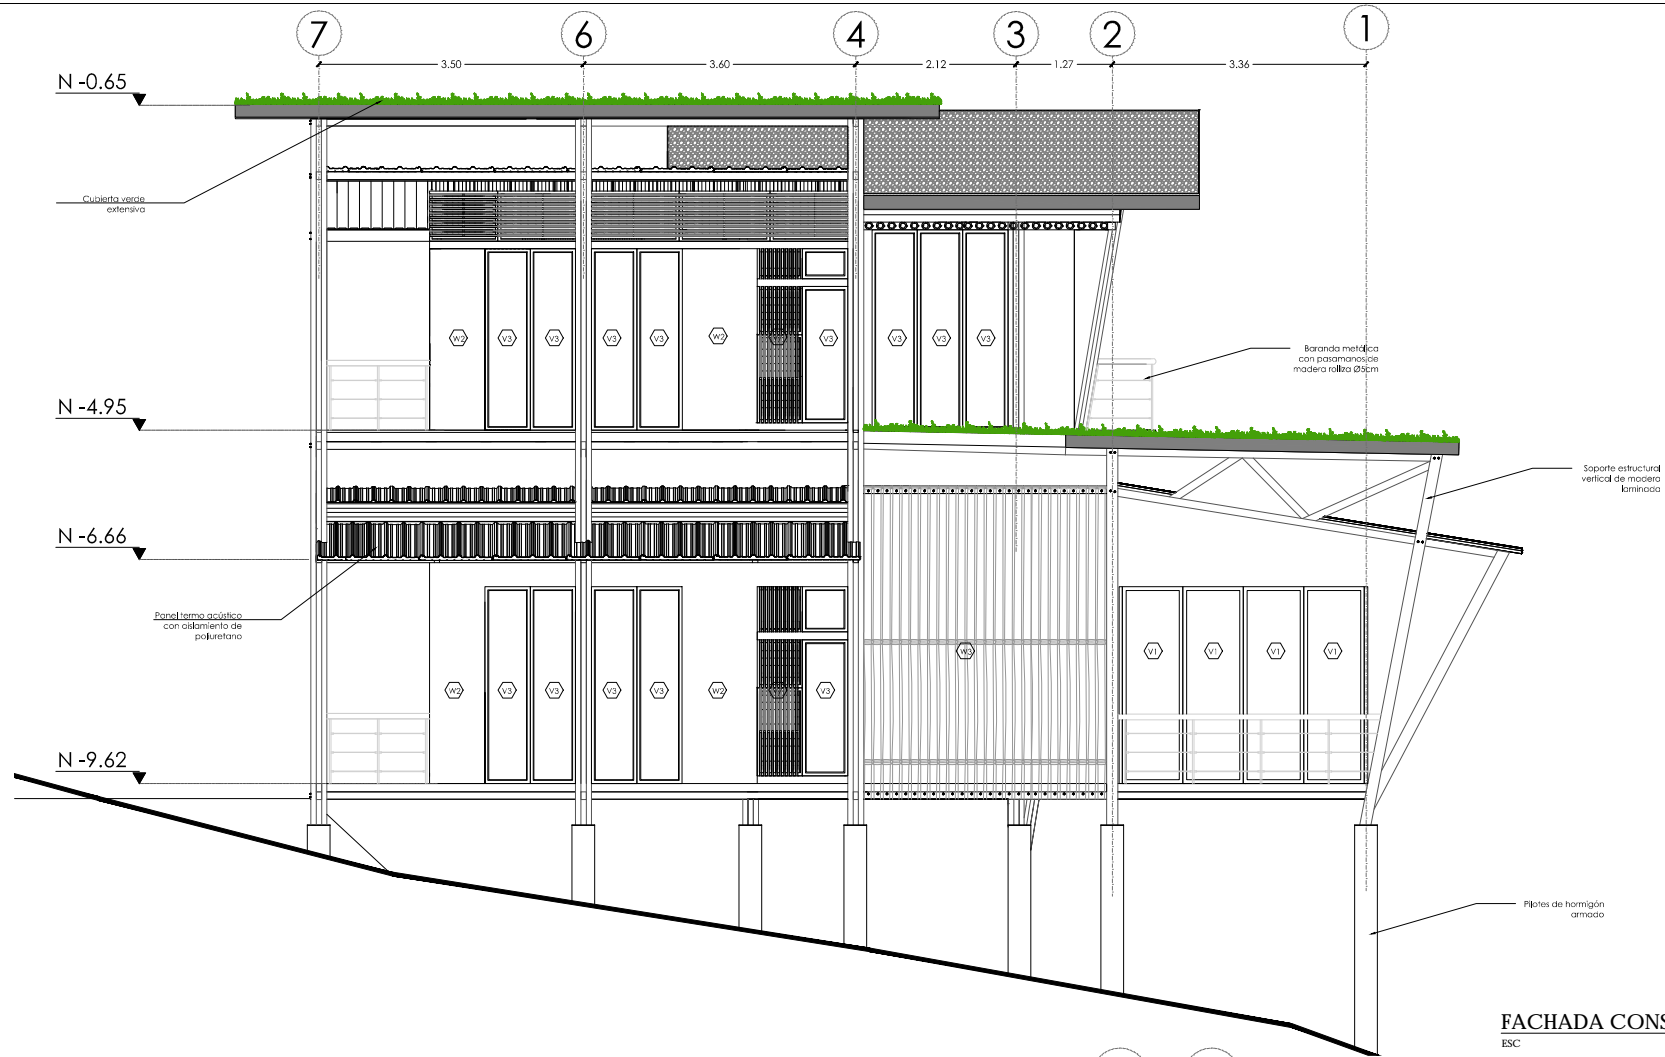 7 6 4 3 2 1
3.50 3.60 2.12 1.27 3.36
N -0.65
Cubierta verde
extensiva
W2 V3 V3 V3 V3 W2 V3 V3 V3 V3
Baranda metálica
con pasamanos de
madera rolliza Ø5cm
N -4.95
Soporte estructural
vertical de madera
laminada
N -6.66
Panel termo acústico
con aislamiento de
poliuretano
W3 V1 V1 V1 V1
W2 V3 V3 V3 V3 W2 V3
N -9.62
Pilotes de hormigón
armado
FACHADA CONS
ESC